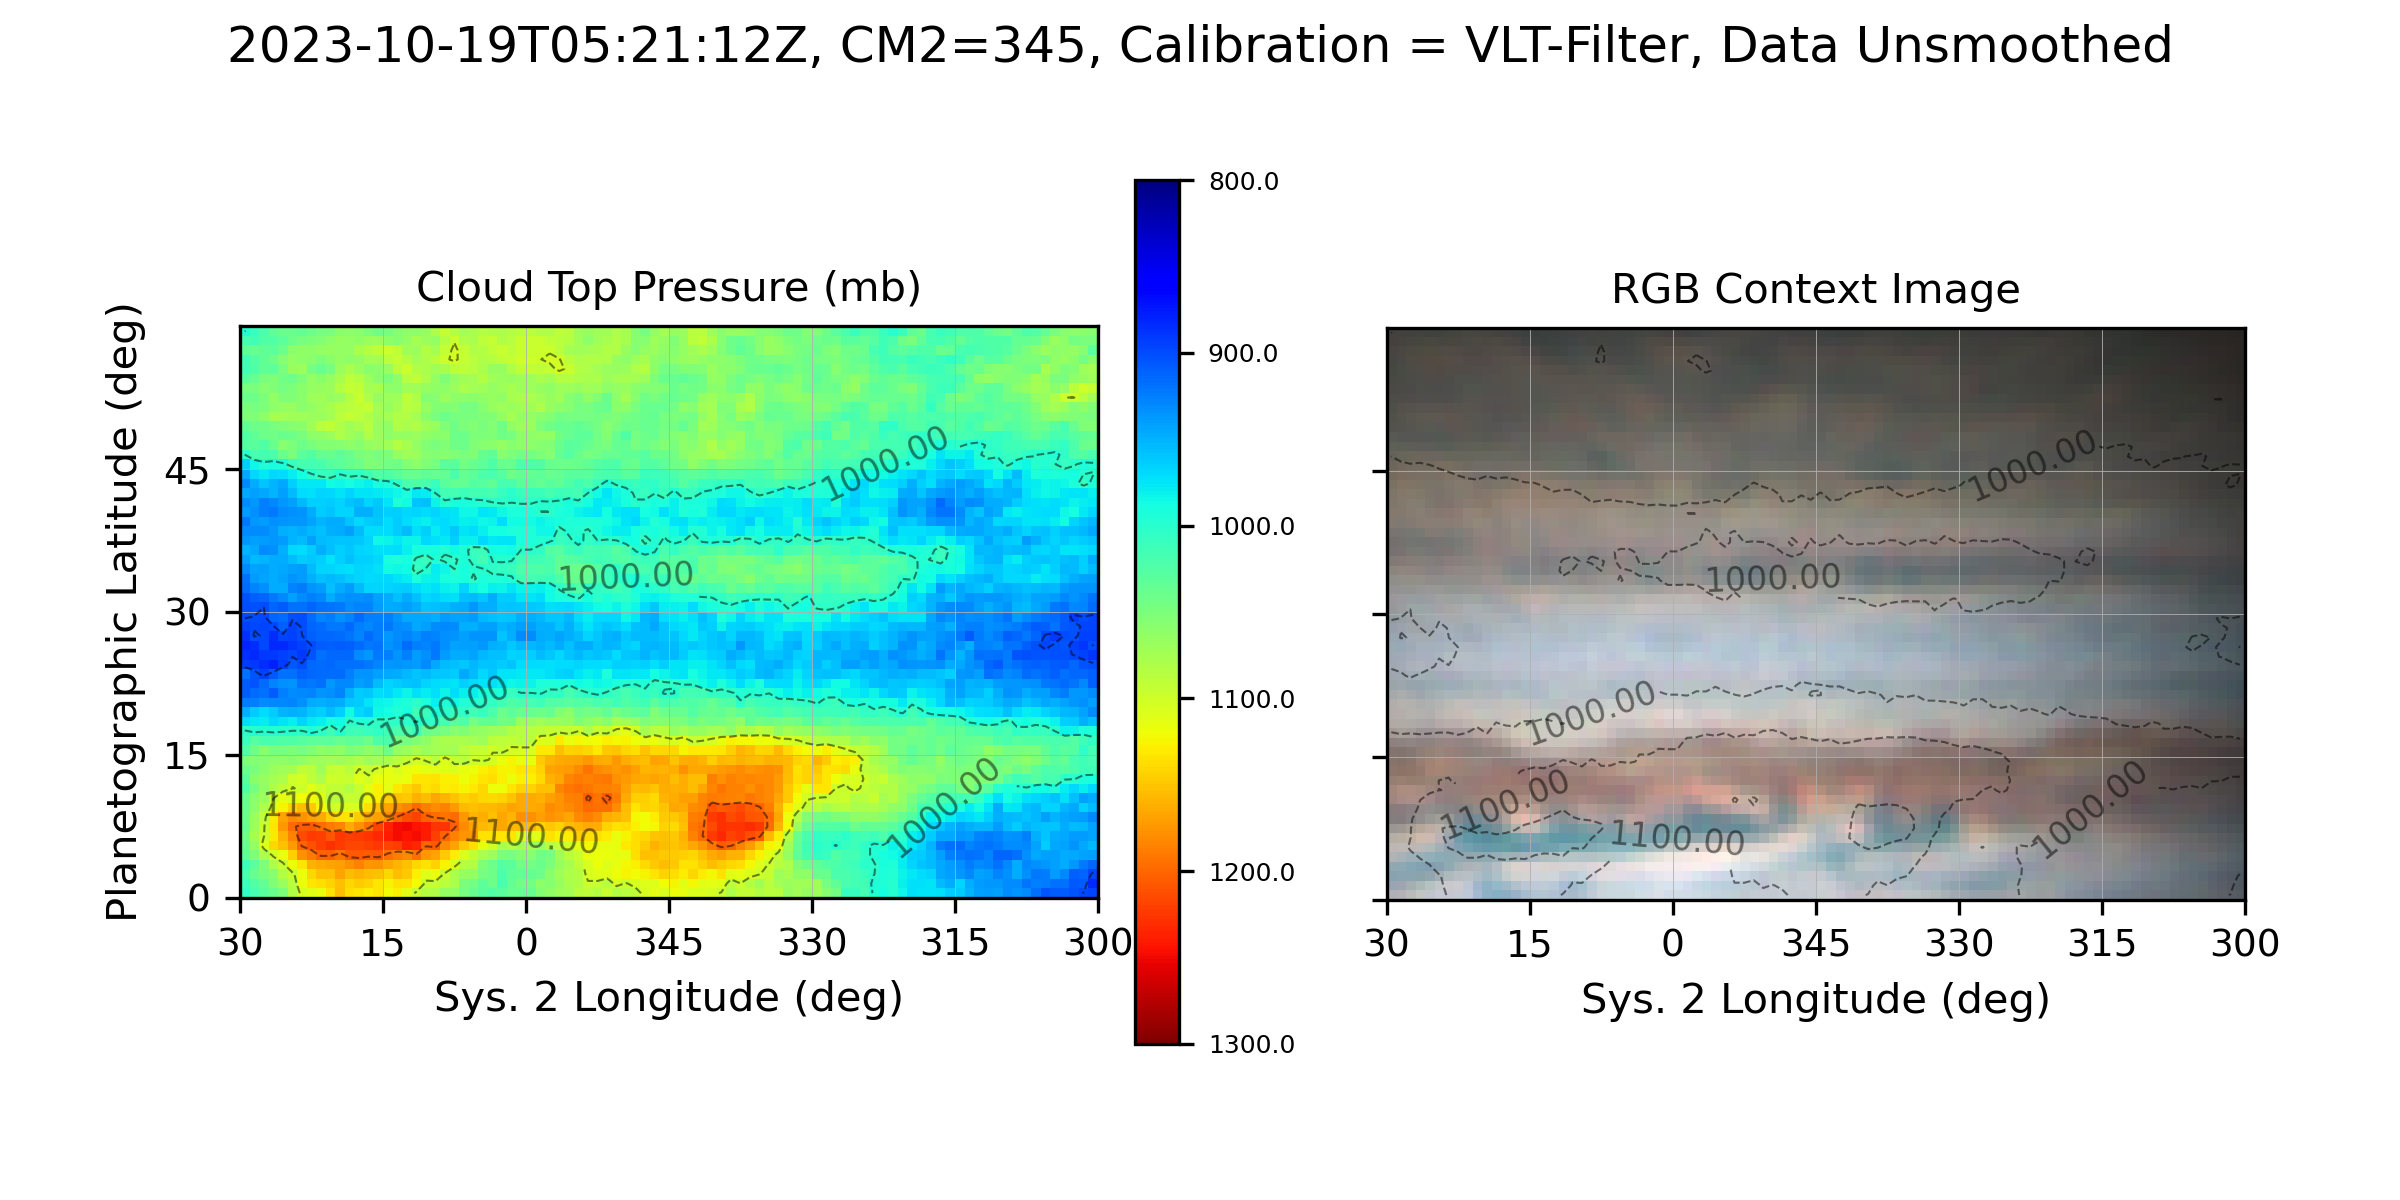 2023-10-19T05:21:12Z, CM2=345, Calibration = VLT-Filter, Data Unsmoothed
Cloud Top Pressure (mb)
Planetographic Latitude (deg)
45
30
15
0
30 15 0 345 330 315 300
Sys. 2 Longitude (deg)
1000.00
1000.00
1000.00
1100.00
1100.00
1000.00
800.0
900.0
1000.0
1100.0
1200.0
1300.0
RGB Context Image
1000.00
1000.00
1000.00
1100.00
1100.00
1000.00
30 15 0 345 330 315 300
Sys. 2 Longitude (deg)